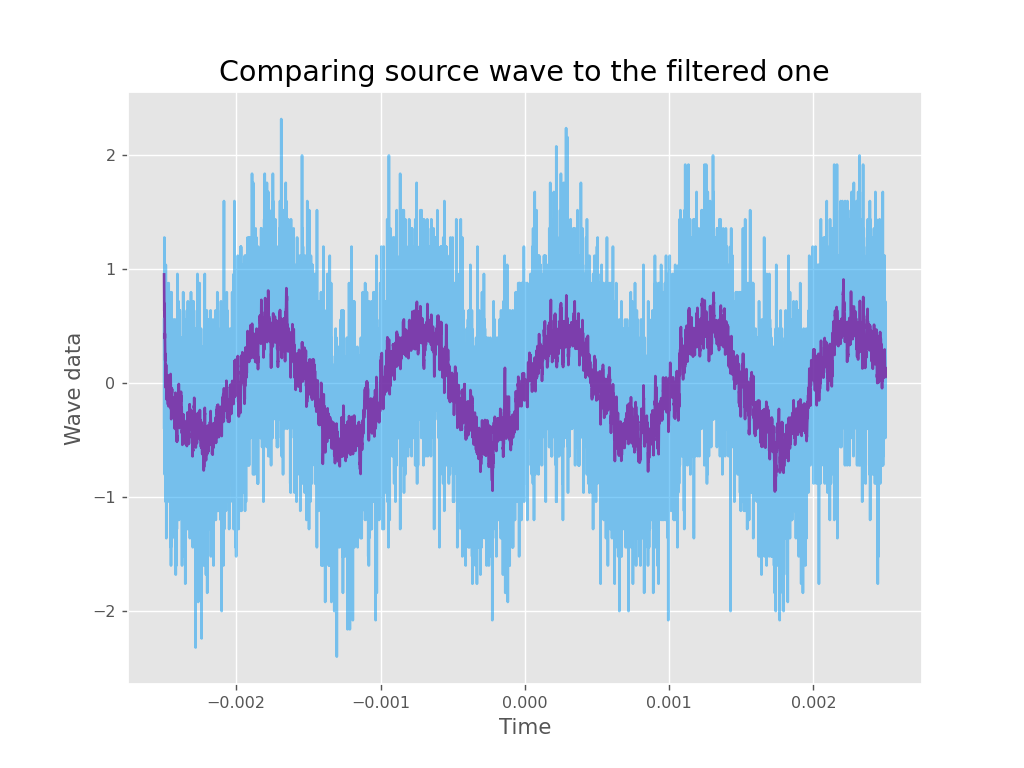 Comparing source wave to the filtered one
Wave data
2
1
0
−1
−2
−0.002 −0.001 0.000 0.001 0.002
Time